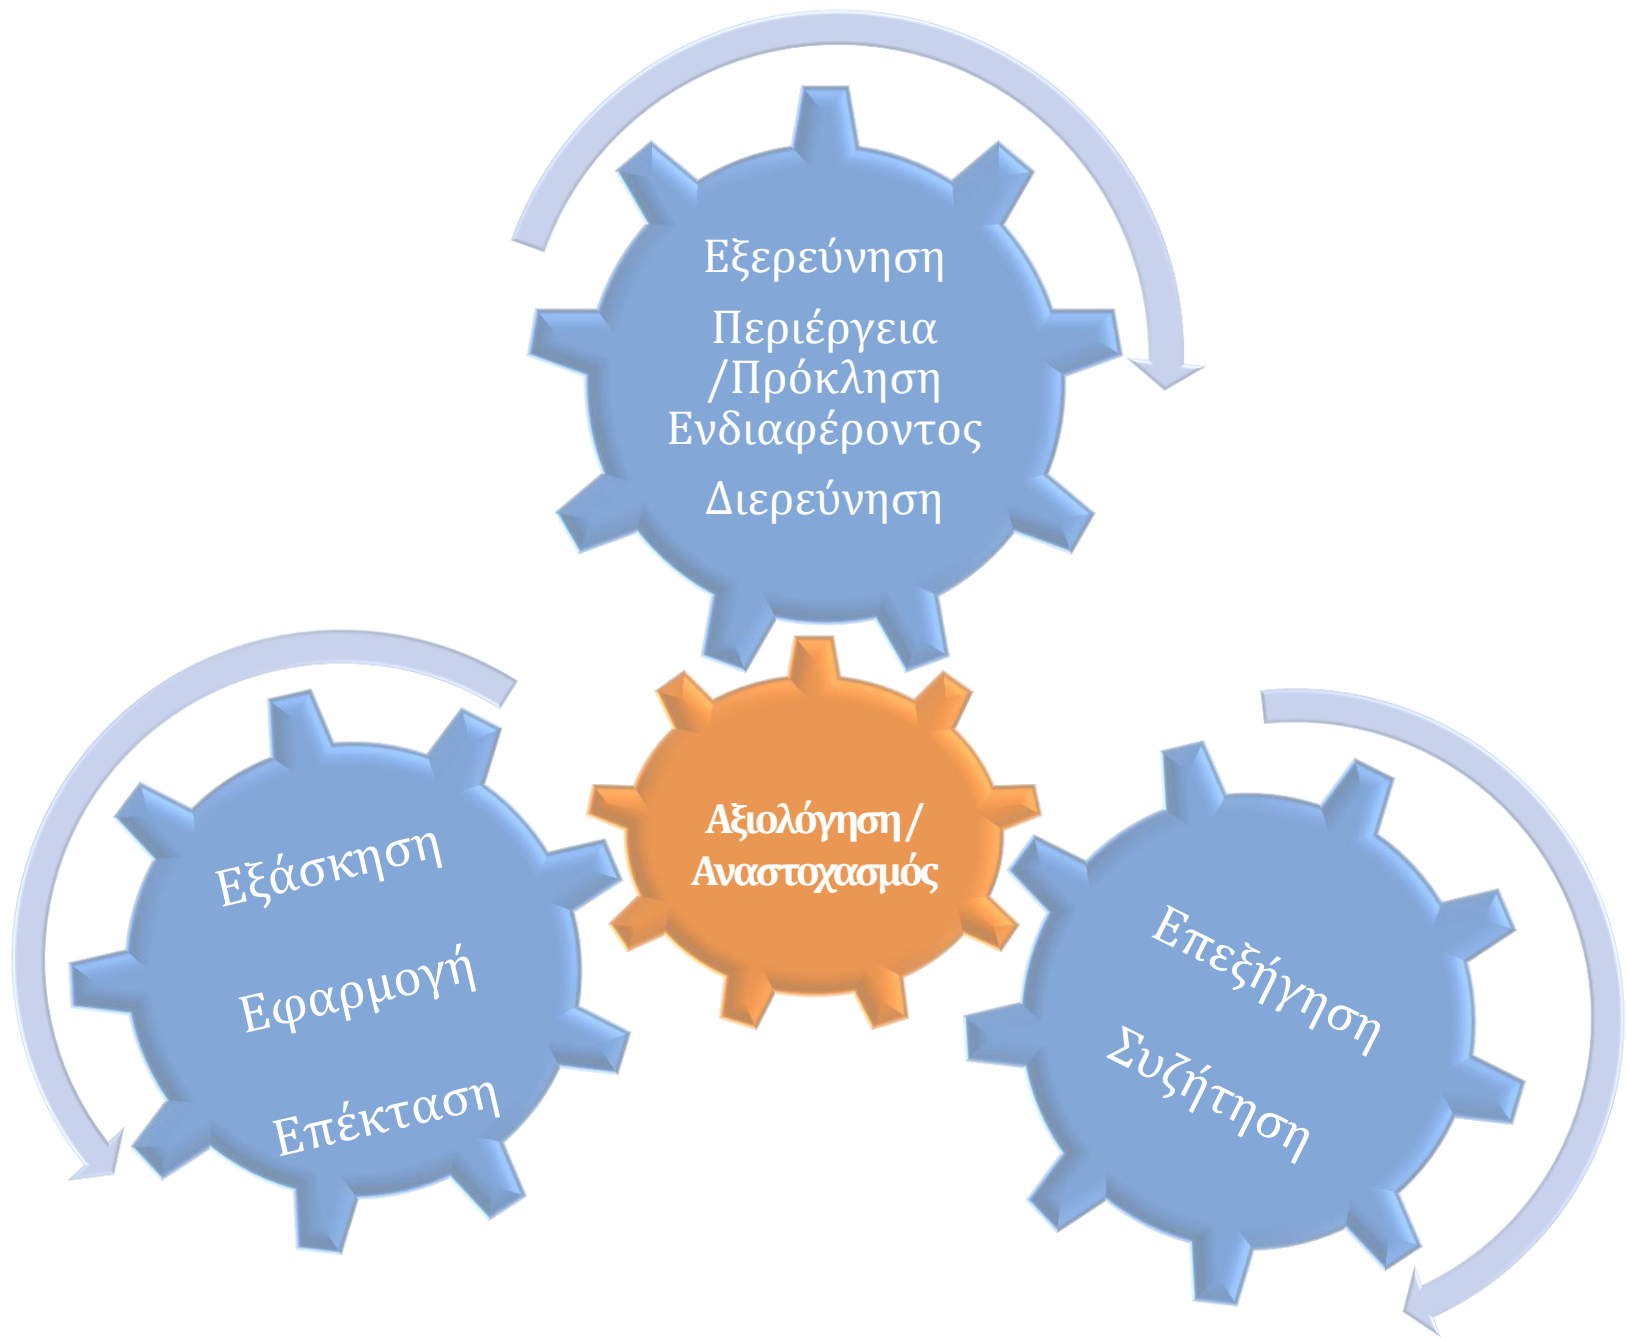 Εξερεύνηση
Περιέργεια
/Πρόκληση
Ενδιαφέροντος
Διερεύνηση
Αξιολόγηση/
Αναστοχασμός
Εξάσκηση
Εφαρμογή
Επέκταση
Επεξήγηση
Συζήτηση